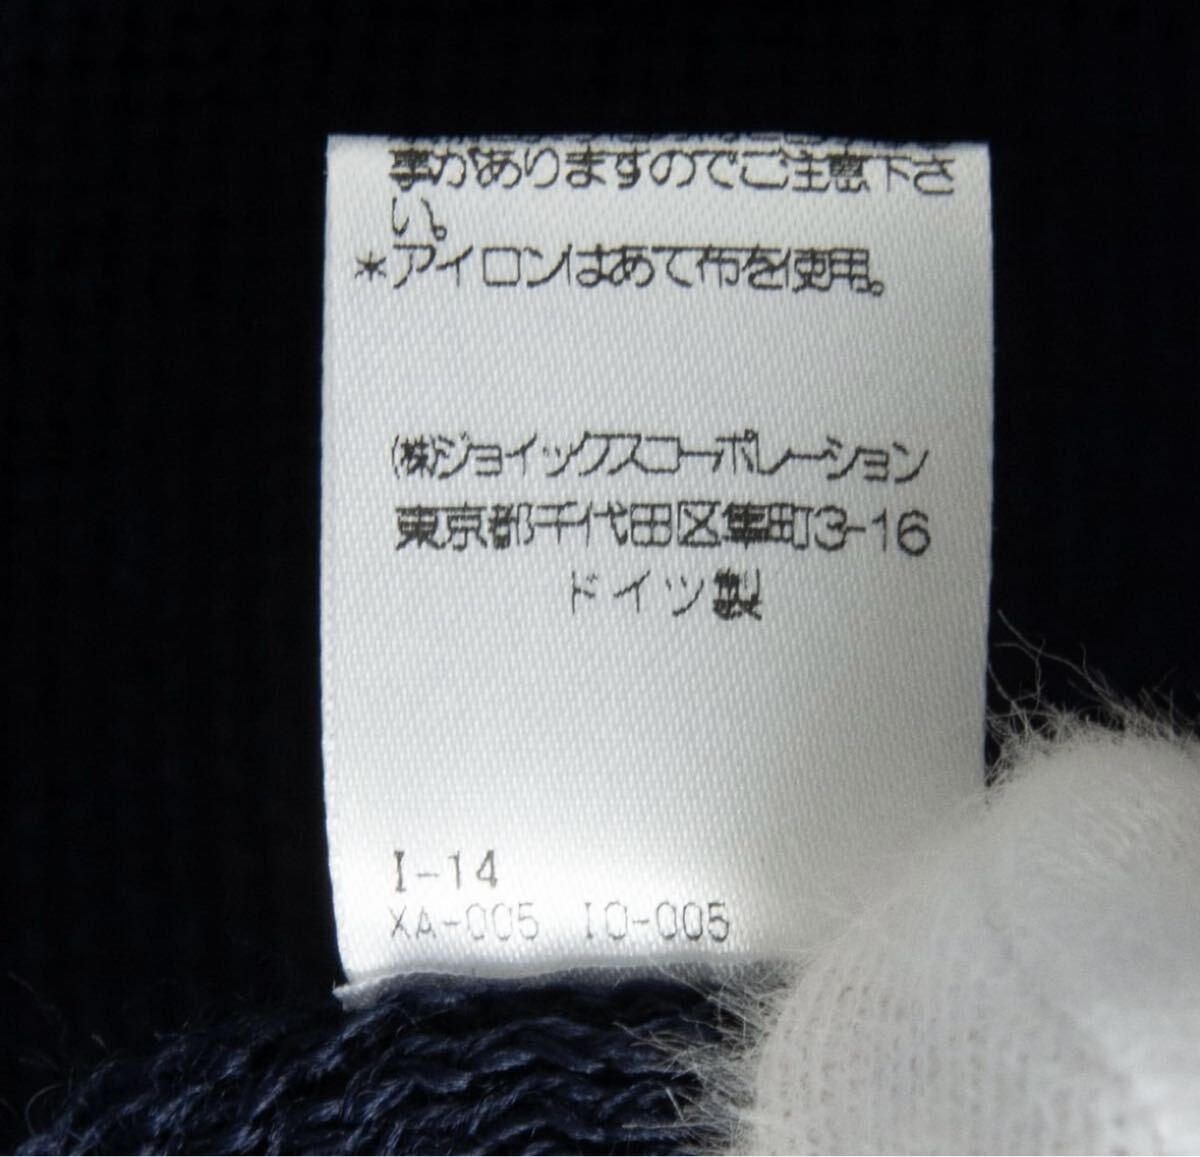 事がありますのでご注意下さ
い。
*アイロンはあて布を使用。
(株)ジョイックスコーポレーション
東京都千代田区隼町3-16
ドイツ製
I-14
XA-005 IO-005